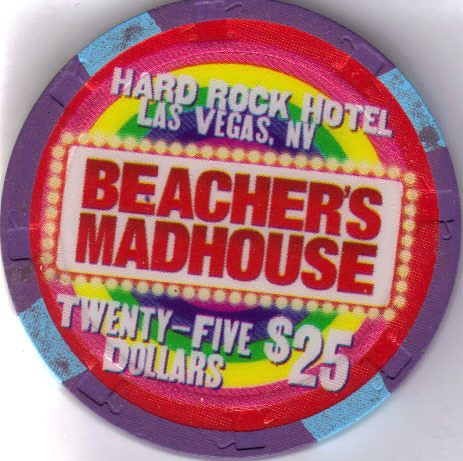 HARD ROCK HOTEL
LAS VEGAS, NV
BEACHER'S
MADHOUSE
TWENTY-FIVE $25
DOLLARS